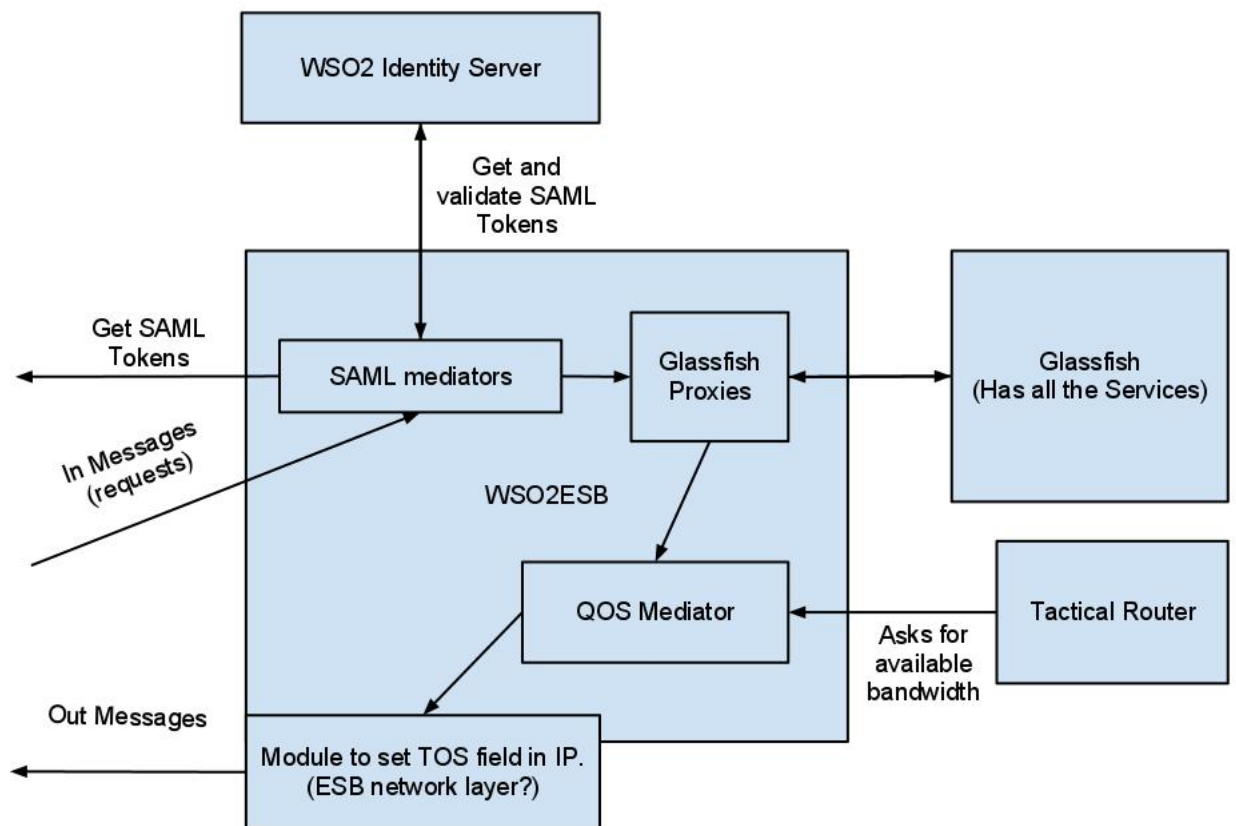 WSO2 Identity Server
Get and
validate SAML
Tokens
Get SAML
Tokens
SAML mediators
Glassfish
Proxies
Glassfish
(Has all the Services)
In Messages
(requests)
WSO2ESB
QOS Mediator
Tactical Router
Asks for
available
bandwidth
Out Messages
Module to set TOS field in IP.
(ESB network layer?)